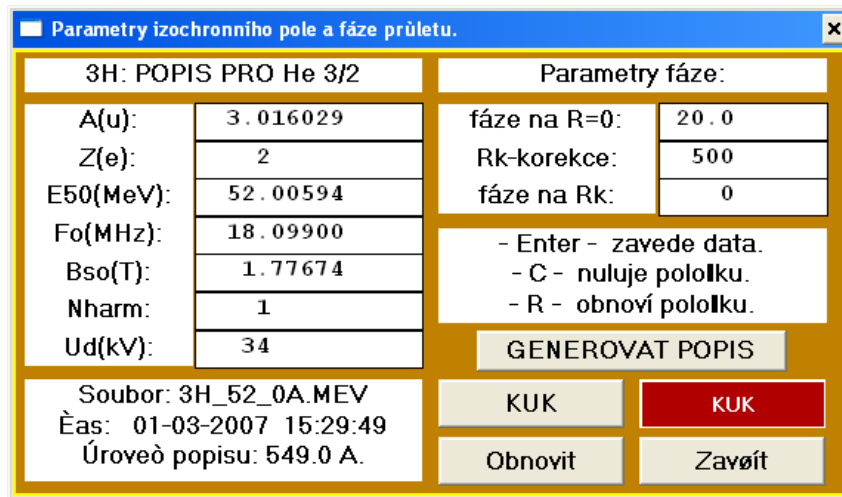 Parametry izochronního pole a fáze prùletu.
3H: POPIS PRO He 3/2
A(u): 3.016029
Z(e): 2
E50(MeV): 52.00594
Fo(MHz): 18.09900
Bso(T): 1.77674
Nharm: 1
Ud(kV): 34
Soubor: 3H_52_0A.MEV
Èas: 01-03-2007 15:29:49
Úroveò popisu: 549.0 A.
Parametry fáze:
fáze na R=0: 20.0
Rk-korekce: 500
fáze na Rk: 0
- Enter - zavede data.
- C - nuluje pololku.
- R - obnoví pololku.
GENEROVAT POPIS
KUK KUK
Obnovit Zavøít